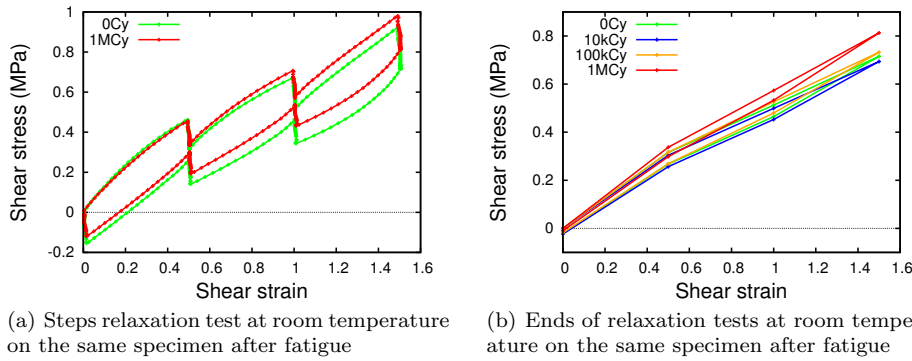 0Cy
1MCy
Shear stress (MPa)
1
0.8
0.6
0.4
0.2
0
-0.2
0 0.2 0.4 0.6 0.8 1 1.2 1.4 1.6
Shear strain
(a) Steps relaxation test at room temperature
on the same specimen after fatigue
0Cy
10kCy
100kCy
1MCy
Shear stress (MPa)
0.8
0.6
0.4
0.2
0
0 0.2 0.4 0.6 0.8 1 1.2 1.4 1.6
Shear strain
(b) Ends of relaxation tests at room tempe
ature on the same specimen after fatigue